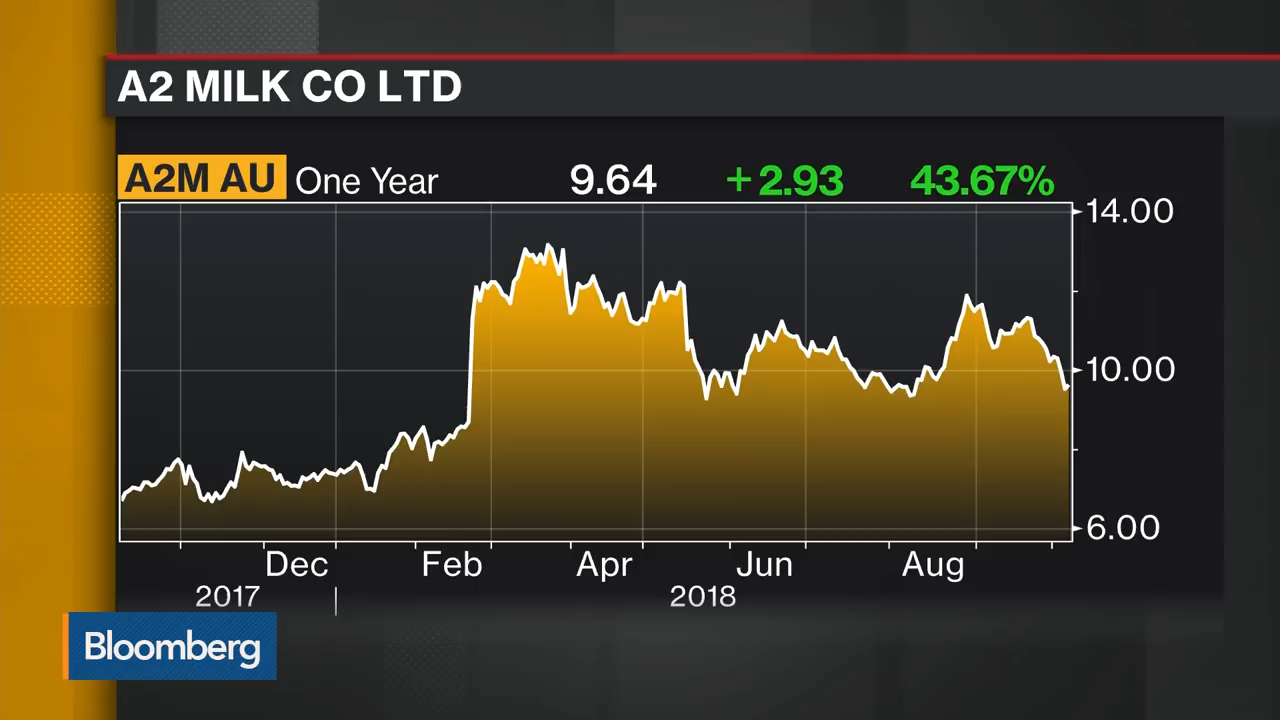 A2 MILK CO LTD
A2M AU One Year 9.64 +2.93 43.67%
14.00
10.00
6.00
Dec Feb Apr Jun Aug
2017 2018
Bloomberg